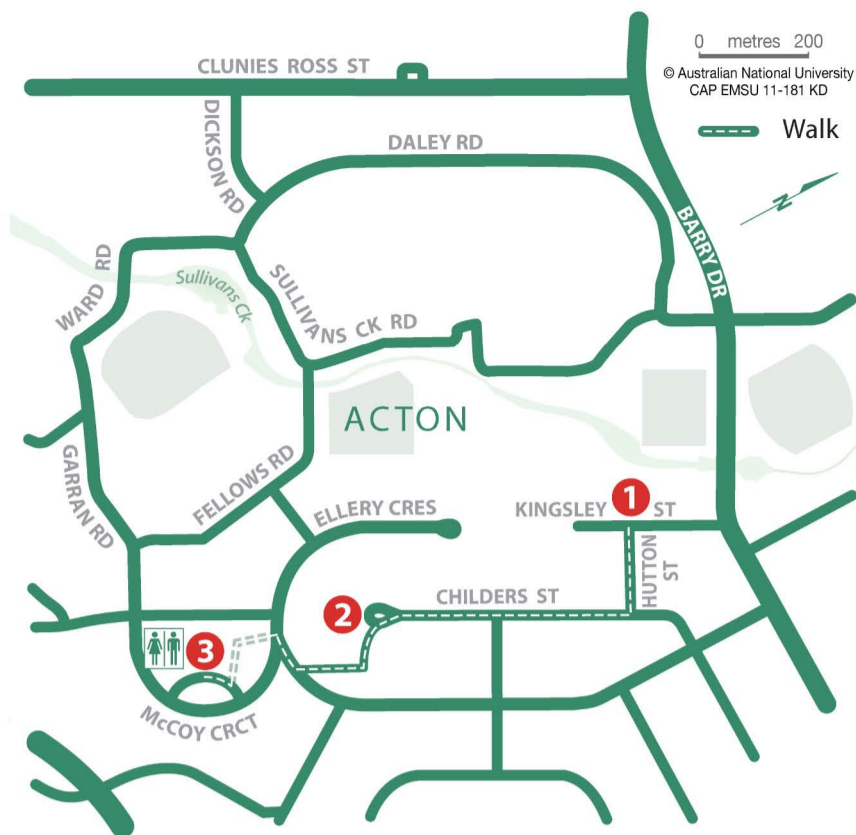 0 metres 200
© Australian National University
CAP EMSU 11-181 KD
Walk
N
CLUNIES ROSS ST
DICKSON RD
DALEY RD
BARRY DR
WARD RD
Sullivans Ck
SULLIVANS CK RD
ACTON
GARRAN RD
FELLOWS RD
ELLERY CRES
1
KINGSLEY ST
HUTTON
ST
2
CHILDERS ST
3
McCOY CRCT